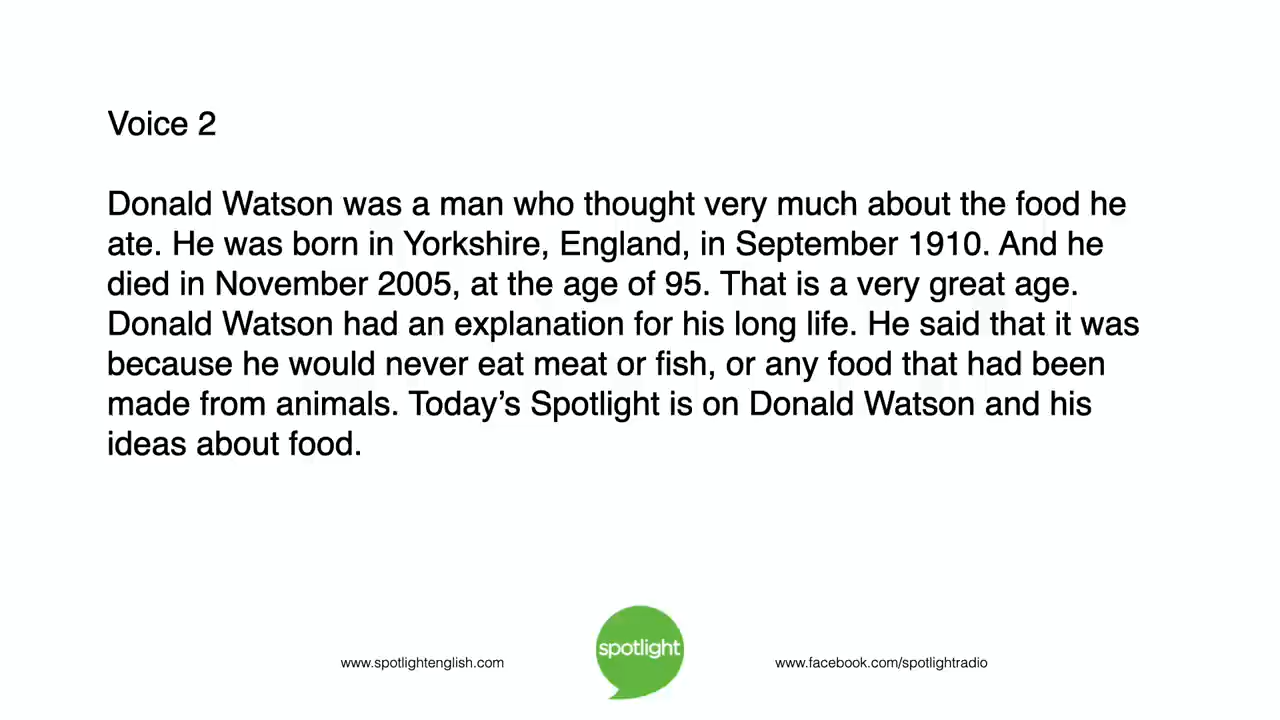 Voice 2
Donald Watson was a man who thought very much about the food he
ate. He was born in Yorkshire, England, in September 1910. And he
died in November 2005, at the age of 95. That is a very great age.
Donald Watson had an explanation for his long life. He said that it was
because he would never eat meat or fish, or any food that had been
made from animals. Today’s Spotlight is on Donald Watson and his
ideas about food.
spotlight
www.spotlightenglish.com
www.facebook.com/spotlightradio